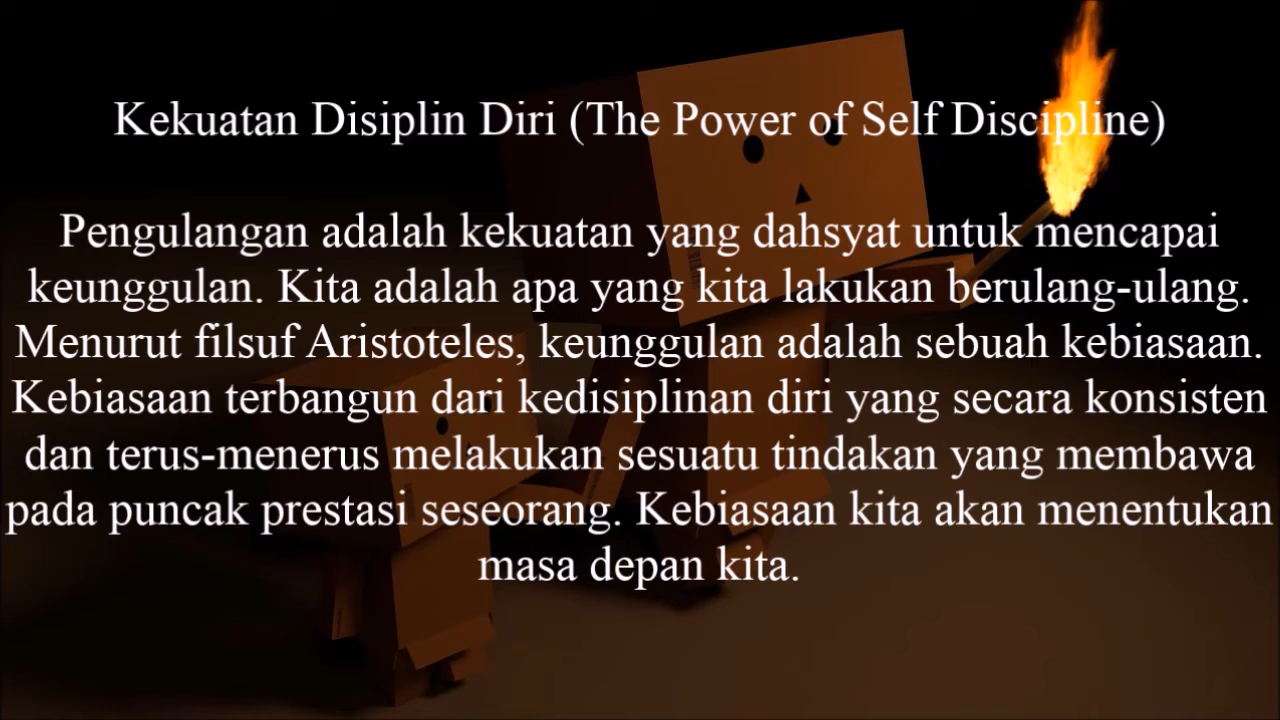 Kekuatan Disiplin Diri (The Power of Self Discipline)
Pengulangan adalah kekuatan yang dahsyat untuk mencapai
keunggulan. Kita adalah apa yang kita lakukan berulang-ulang.
Menurut filsuf Aristoteles, keunggulan adalah sebuah kebiasaan.
Kebiasaan terbangun dari kedisiplinan diri yang secara konsisten
dan terus-menerus melakukan sesuatu tindakan yang membawa
pada puncak prestasi seseorang. Kebiasaan kita akan menentukan
masa depan kita.